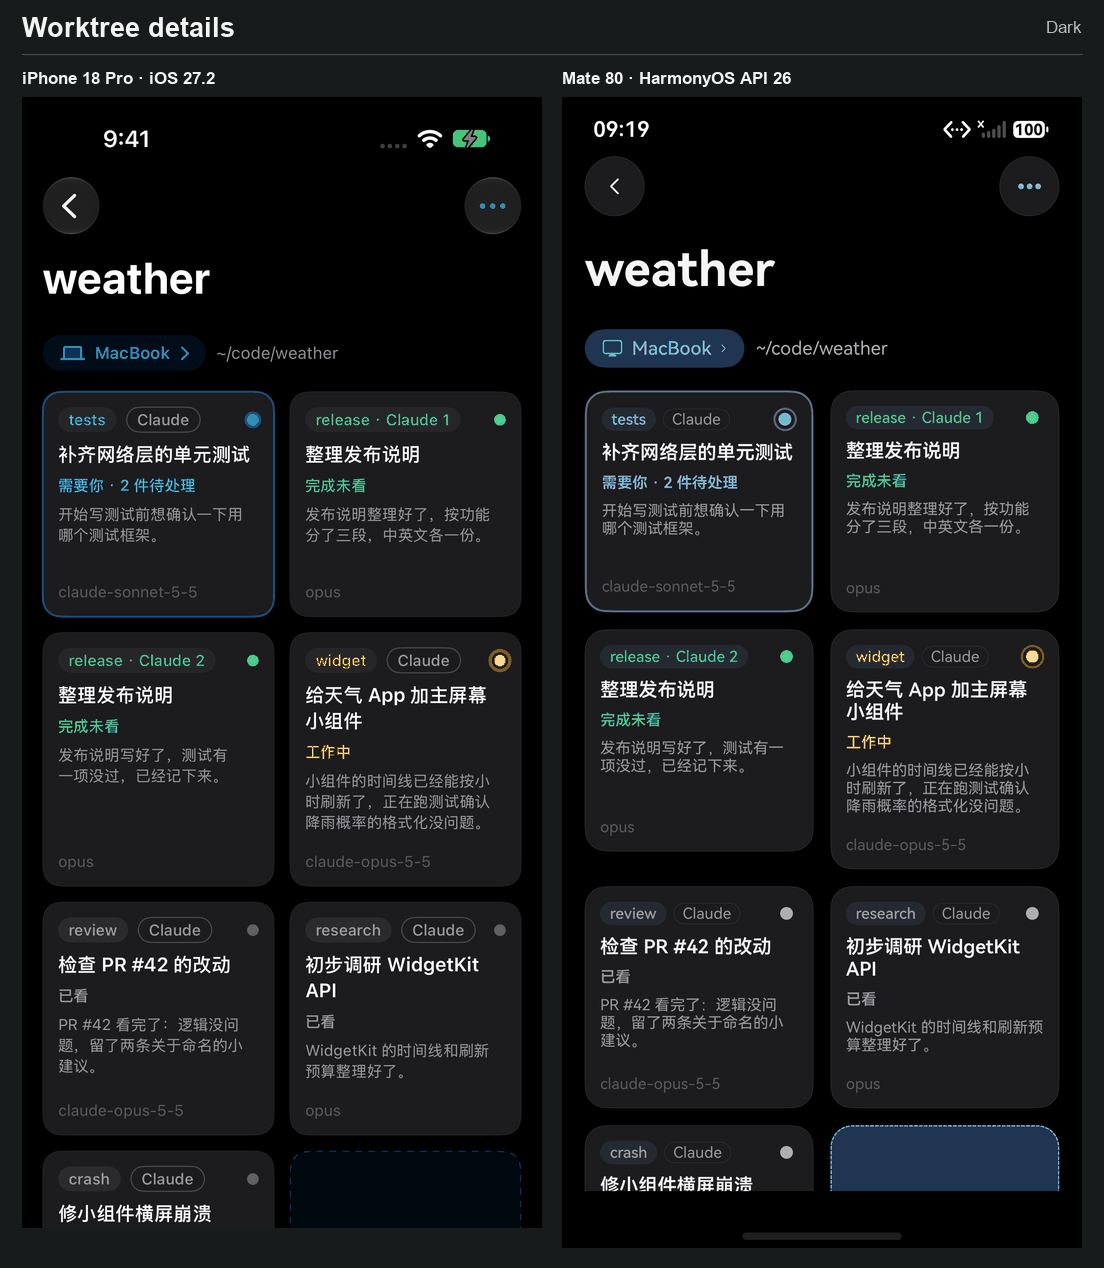 Worktree details
Dark
iPhone 18 Pro · iOS 27.2
9:41
weather
MacBook
~/code/weather
tests
Claude
补齐网络层的单元测试
需要你 · 2 件待处理
开始写测试前想确认一下用
哪个测试框架。
claude-sonnet-5-5
release · Claude 1
整理发布说明
完成未看
发布说明整理好了，按功能
分了三段，中英文各一份。
opus
release · Claude 2
整理发布说明
完成未看
发布说明写好了，测试有
一项没过，已经记下来。
opus
widget
Claude
给天气 App 加主屏幕
小组件
工作中
小组件的时间线已经能按小
时刷新了，正在跑测试确认
降雨概率的格式化没问题。
claude-opus-5-5
review
Claude
检查 PR #42 的改动
已看
PR #42 看完了：逻辑没问
题，留了两条关于命名的小
建议。
claude-opus-5-5
research
Claude
初步调研 WidgetKit
API
已看
WidgetKit 的时间线和刷新
预算整理好了。
opus
crash
Claude
修小组件横屏崩溃
Mate 80 · HarmonyOS API 26
09:19
100
weather
MacBook
~/code/weather
tests
Claude
补齐网络层的单元测试
需要你 · 2 件待处理
开始写测试前想确认一下用
哪个测试框架。
claude-sonnet-5-5
release · Claude 1
整理发布说明
完成未看
发布说明整理好了，按功能
分了三段，中英文各一份。
opus
release · Claude 2
整理发布说明
完成未看
发布说明写好了，测试有一
项没过，已经记下来。
opus
widget
Claude
给天气 App 加主屏幕
小组件
工作中
小组件的时间线已经能按小
时刷新了，正在跑测试确认
降雨概率的格式化没问题。
claude-opus-5-5
review
Claude
检查 PR #42 的改动
已看
PR #42 看完了：逻辑没问
题，留了两条关于命名的小
建议。
claude-opus-5-5
research
Claude
初步调研 WidgetKit
API
已看
WidgetKit 的时间线和刷新预
算整理好了。
opus
crash
Claude
修小组件横屏崩溃